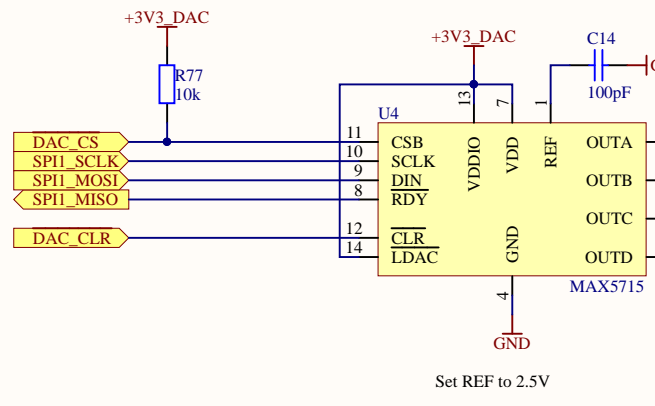 +3V3_DAC
+3V3_DAC
C14
R77
10k
100pF
13
7
1
U4
DAC_CS
11
CSB
VDDIO
VDD
REF
OUTA
SPI1_SCLK
10
SCLK
SPI1_MOSI
9
DIN
OUTB
SPI1_MISO
8
RDY
OUTC
DAC_CLR
12
CLR
GND
14
LDAC
OUTD
4
MAX5715
GND
Set REF to 2.5V